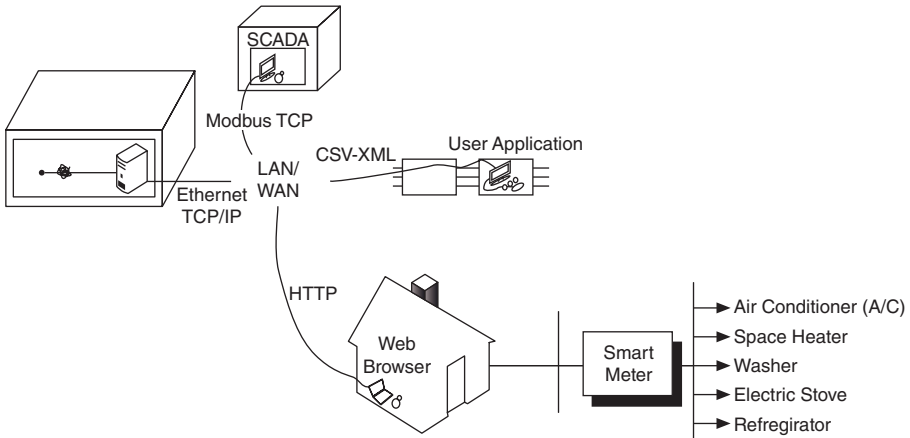 SCADA
Modbus TCP
CSV-XML
User Application
LAN/
WAN
Ethernet
TCP/IP
HTTP
Web
Browser
Smart
Meter
Air Conditioner (A/C)
Space Heater
Washer
Electric Stove
Refregirator